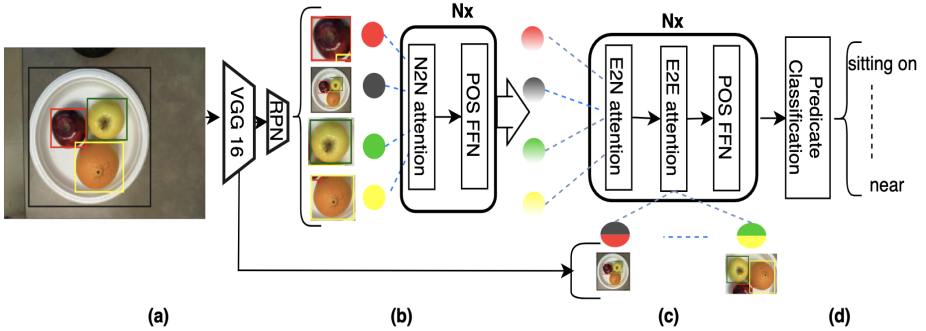 Nx
Nx
VGG 16
RPN
N2N attention
POS FFN
E2N attention
E2E attention
POS FFN
Predicate
Classification
sitting on
near
(a)
(b)
(c)
(d)